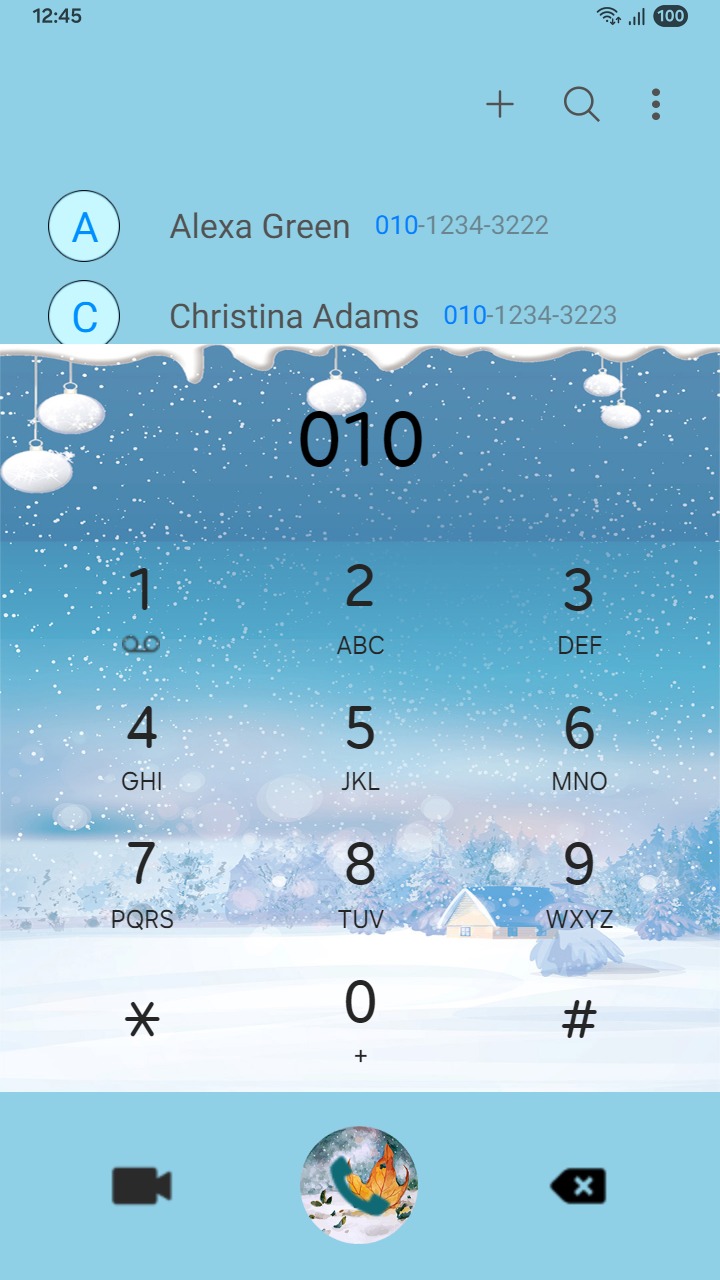 12:45 100
A Alexa Green 010-1234-3222
C Christina Adams 010-1234-3223
010
1 2 3
ABC DEF
4 5 6
GHI JKL MNO
7 8 9
PQRS TUV WXYZ
* 0 #
+